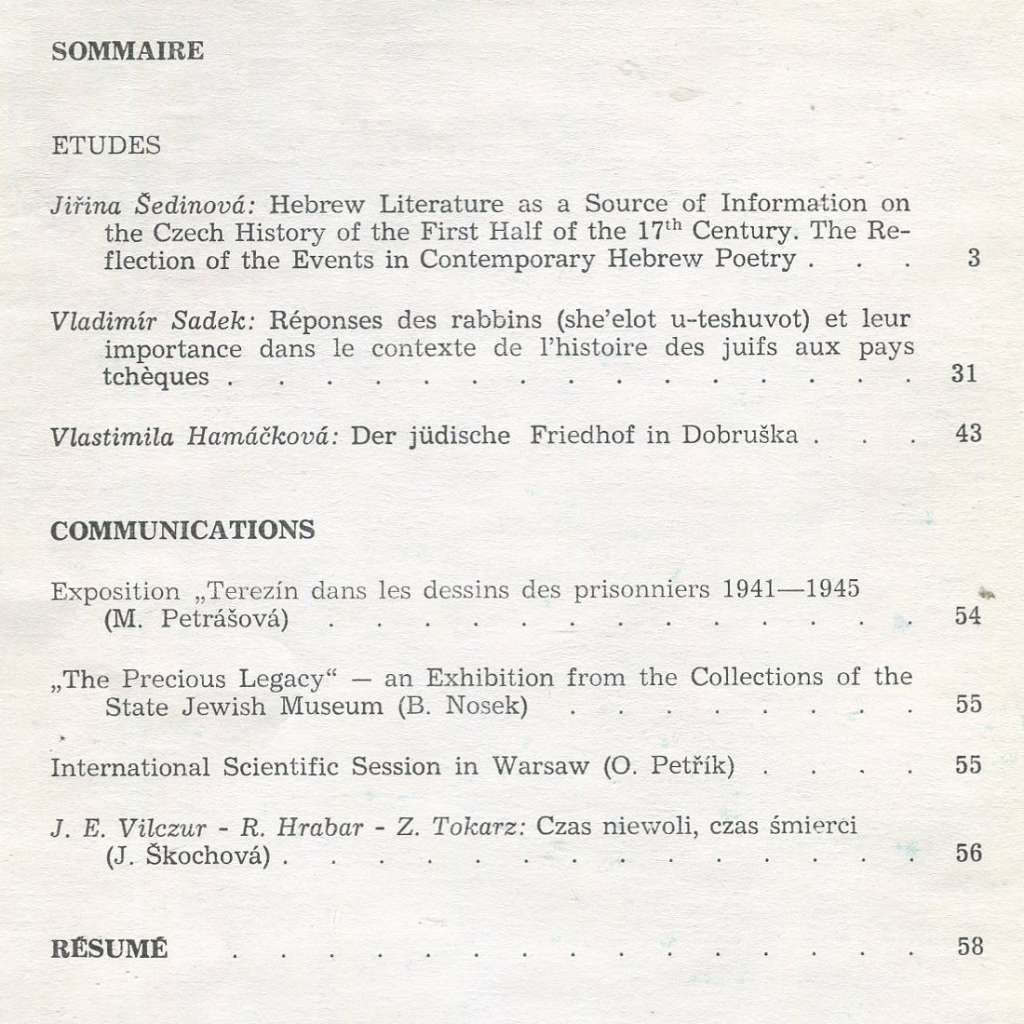 SOMMAIRE
ETUDES
Jiřina Šedinová: Hebrew Literature as a Source of Information on
the Czech History of the First Half of the 17th Century. The Re-
flection of the Events in Contemporary Hebrew Poetry . . . 3
Vladimír Sadek: Réponses des rabbins (she'elot u-teshuvot) et leur
importance dans le contexte de l'histoire des juifs aux pays
tchèques . . . . . . . . . . . . . . . 31
Vlastimila Hamáčková: Der jüdische Friedhof in Dobruška . . . 43
COMMUNICATIONS
Exposition „Terezín dans les dessins des prisonniers 1941—1945
(M. Petrášová) . . . . . . . . . . . . . 54
„The Precious Legacy“ — an Exhibition from the Collections of the
State Jewish Museum (B. Nosek) . . . . . . . . 55
International Scientific Session in Warsaw (O. Petřík) . . . . 55
J. E. Vilczur - R. Hrabar - Z. Tokarz: Czas niewoli, czas śmierci
(J. Škochová) . . . . . . . . . . . . . . 56
RÉSUMÉ . . . . . . . . . . . . . . . 58